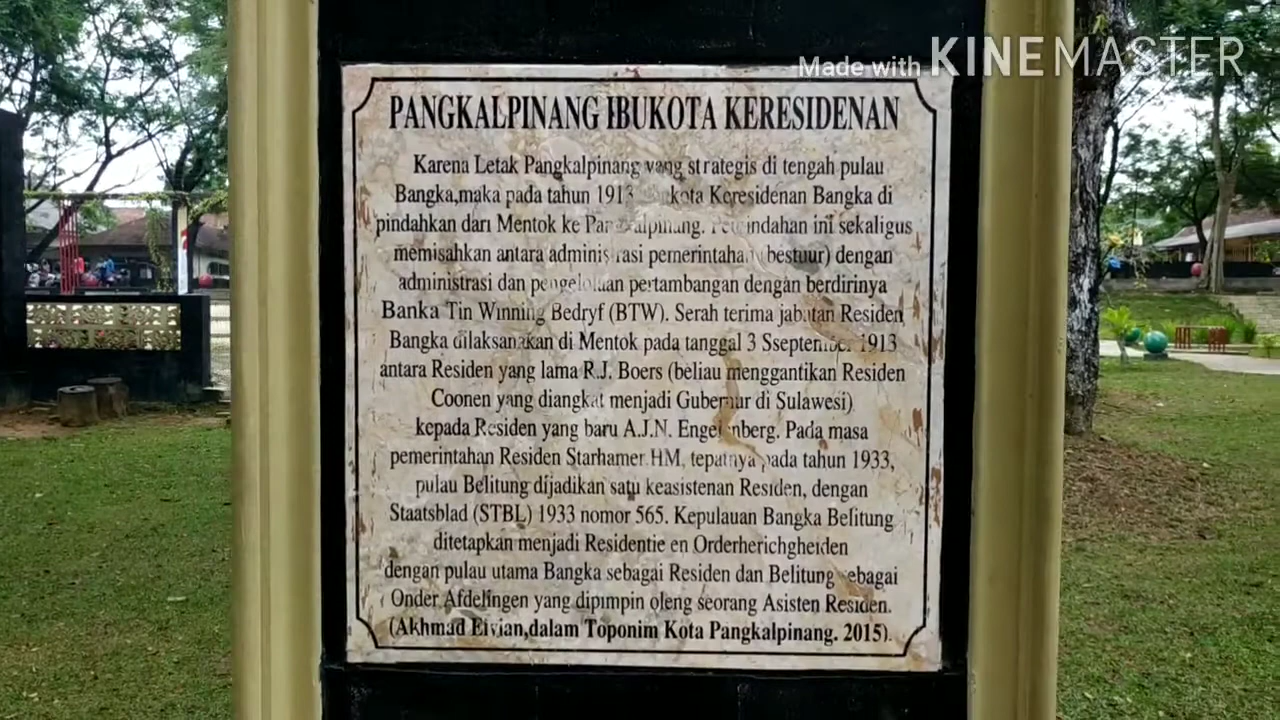 Made with KINEMASTER
PANGKALPINANG IBUKOTA KERESIDENAN
Karena Letak Pangkalpinang yang strategis di tengah pulau
Bangka,maka pada tahun 1913 Keresidenan Bangka di
pindahkan dari Mentok ke Pangkalpinang. Pemindahan ini sekaligus
memisahkan antara administrasi pemerintahan (bestuur) dengan
administrasi dan pengelolaan pertambangan dengan berdirinya
Banka Tin Winning Bedryf (BTW). Serah terima jabatan Residen
Bangka dilaksanakan di Mentok pada tanggal 3 Sseptember 1913
antara Residen yang lama R.J. Boers (beliau menggantikan Residen
Coonen yang diangkat menjadi Gubernur di Sulawesi)
kepada Residen yang baru A.J.N. Pada masa
pemerintahan Residen Starhamer.HM, tepatnya pada tahun 1933,
pulau Belitung dijadikan satu keasistenan Residen, dengan
Staatsblad (STBL) 1933 nomor 565. Kepulauan Bangka Belitung
ditetapkan menjadi Residentie en Orderherichgheiden
dengan pulau utama Bangka sebagai Residen dan Belitung sebagai
Onder Afdelingen yang dipimpin oleng seorang Asisten Residen.
(Akhmad Elvian,dalam Toponim Kota Pangkalpinang. 2015).